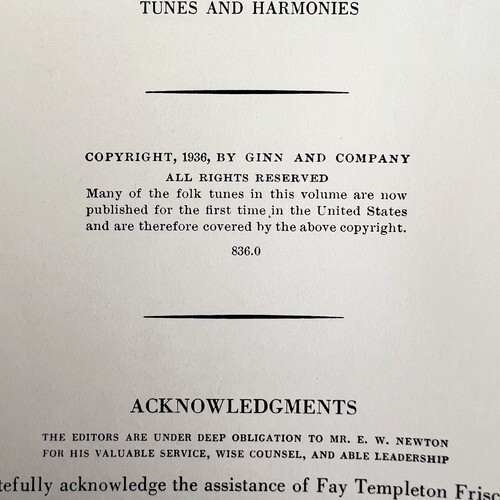 TUNES AND HARMONIES
COPYRIGHT, 1936, BY GINN AND COMPANY
ALL RIGHTS RESERVED
Many of the folk tunes in this volume are now
published for the first time in the United States
and are therefore covered by the above copyright.
836.0
ACKNOWLEDGMENTS
THE EDITORS ARE UNDER DEEP OBLIGATION TO MR. E. W. NEWTON
FOR HIS VALUABLE SERVICE, WISE COUNSEL, AND ABLE LEADERSHIP
acknowledge the assistance of Fay Templeton